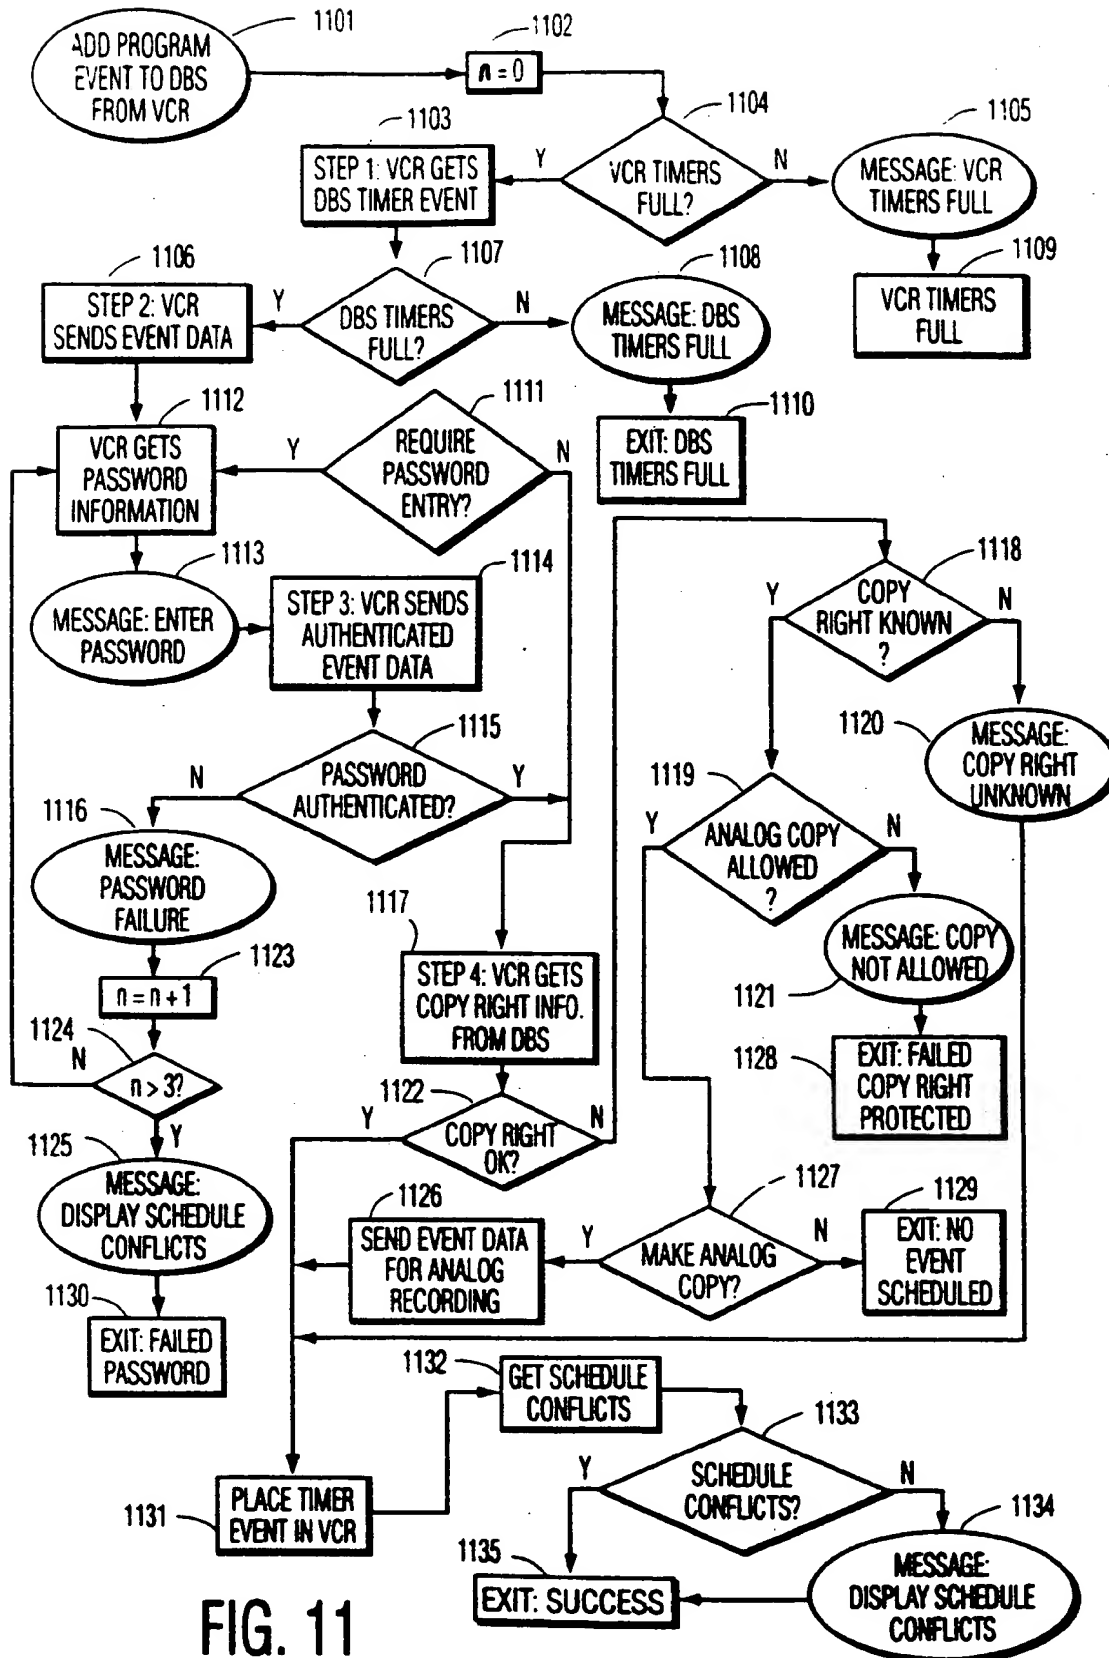 1101
ADD PROGRAM
EVENT TO DBS
FROM VCR
1102
n = 0
1103
STEP 1: VCR GETS
DBS TIMER EVENT
Y
1104
VCR TIMERS
FULL?
N
1105
MESSAGE: VCR
TIMERS FULL
1106
STEP 2: VCR
SENDS EVENT DATA
Y
1107
DBS TIMERS
FULL?
N
1108
MESSAGE: DBS
TIMERS FULL
1109
VCR TIMERS
FULL
1110
EXIT: DBS
TIMERS FULL
1112
VCR GETS
PASSWORD
INFORMATION
Y
1111
REQUIRE
PASSWORD
ENTRY?
N
1113
MESSAGE: ENTER
PASSWORD
1114
STEP 3: VCR SENDS
AUTHENTICATED
EVENT DATA
1118
Y
COPY
RIGHT KNOWN
?
N
1115
N
PASSWORD
AUTHENTICATED?
Y
1120
MESSAGE:
COPY RIGHT
UNKNOWN
1116
MESSAGE:
PASSWORD
FAILURE
1119
Y
ANALOG COPY
ALLOWED
?
N
1117
STEP 4: VCR GETS
COPY RIGHT INFO.
FROM DBS
MESSAGE: COPY
NOT ALLOWED
1121
1123
n = n + 1
1124
N
n > 3?
Y
1128
EXIT: FAILED
COPY RIGHT
PROTECTED
1122
Y
COPY RIGHT
OK?
N
1125
MESSAGE:
DISPLAY SCHEDULE
CONFLICTS
1126
SEND EVENT DATA
FOR ANALOG
RECORDING
Y
1127
MAKE ANALOG
COPY?
N
1129
EXIT: NO
EVENT
SCHEDULED
1130
EXIT: FAILED
PASSWORD
1132
GET SCHEDULE
CONFLICTS
1133
Y
SCHEDULE
CONFLICTS?
N
1131
PLACE TIMER
EVENT IN VCR
1134
MESSAGE:
DISPLAY SCHEDULE
CONFLICTS
1135
EXIT: SUCCESS
FIG. 11